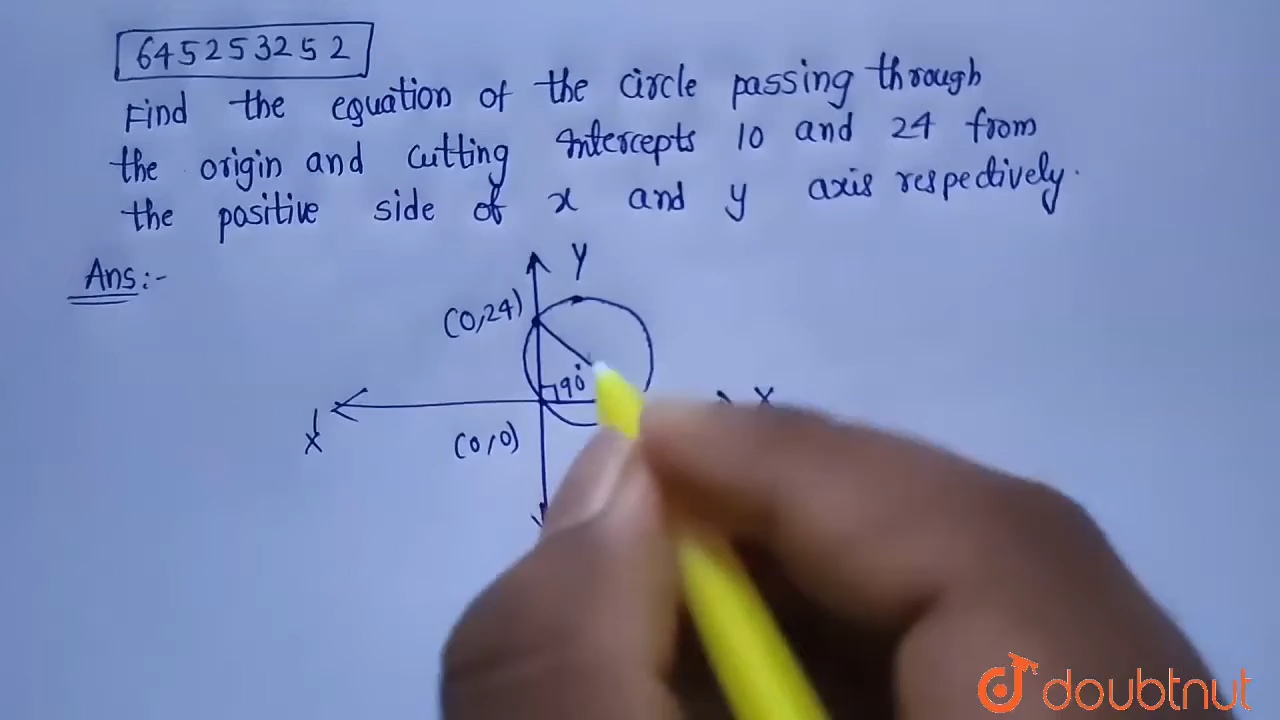 645253252
Find the equation of the circle passing through
the origin and cutting Intercepts 10 and 24 from
the positive side of x and y axis respectively.
Ans:-
y
(0,24)
90°
x
x'
(0,0)
doubtnut